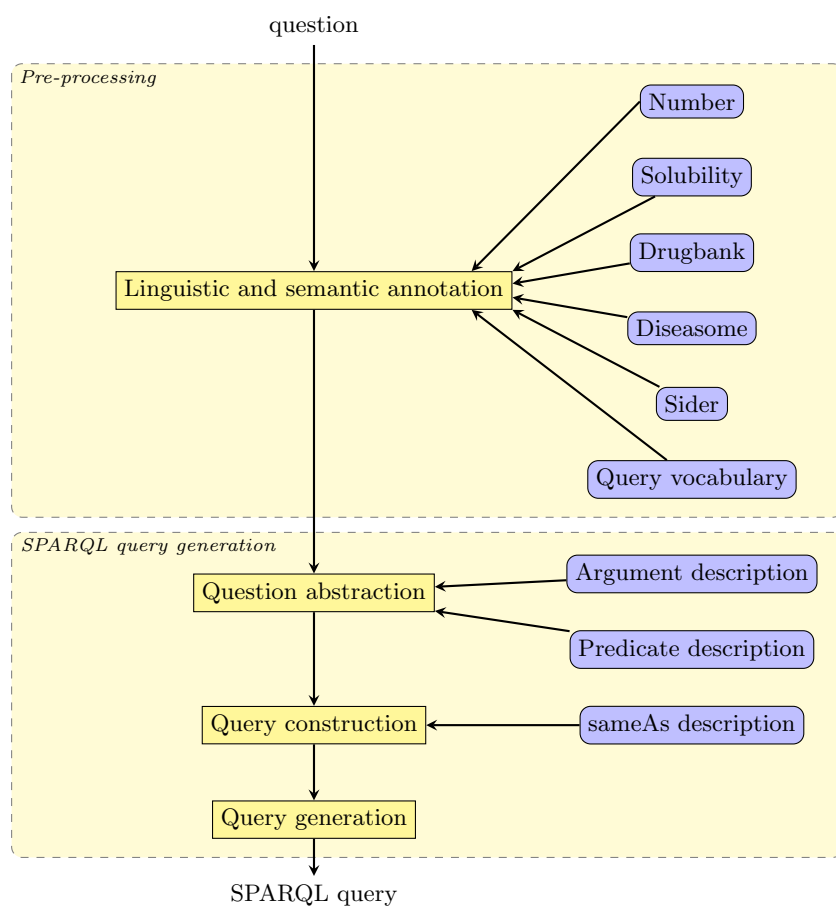 question
Pre-processing
Number
Solubility
Drugbank
Linguistic and semantic annotation
Diseasome
Sider
Query vocabulary
SPARQL query generation
Argument description
Question abstraction
Predicate description
Query construction
sameAs description
Query generation
SPARQL query